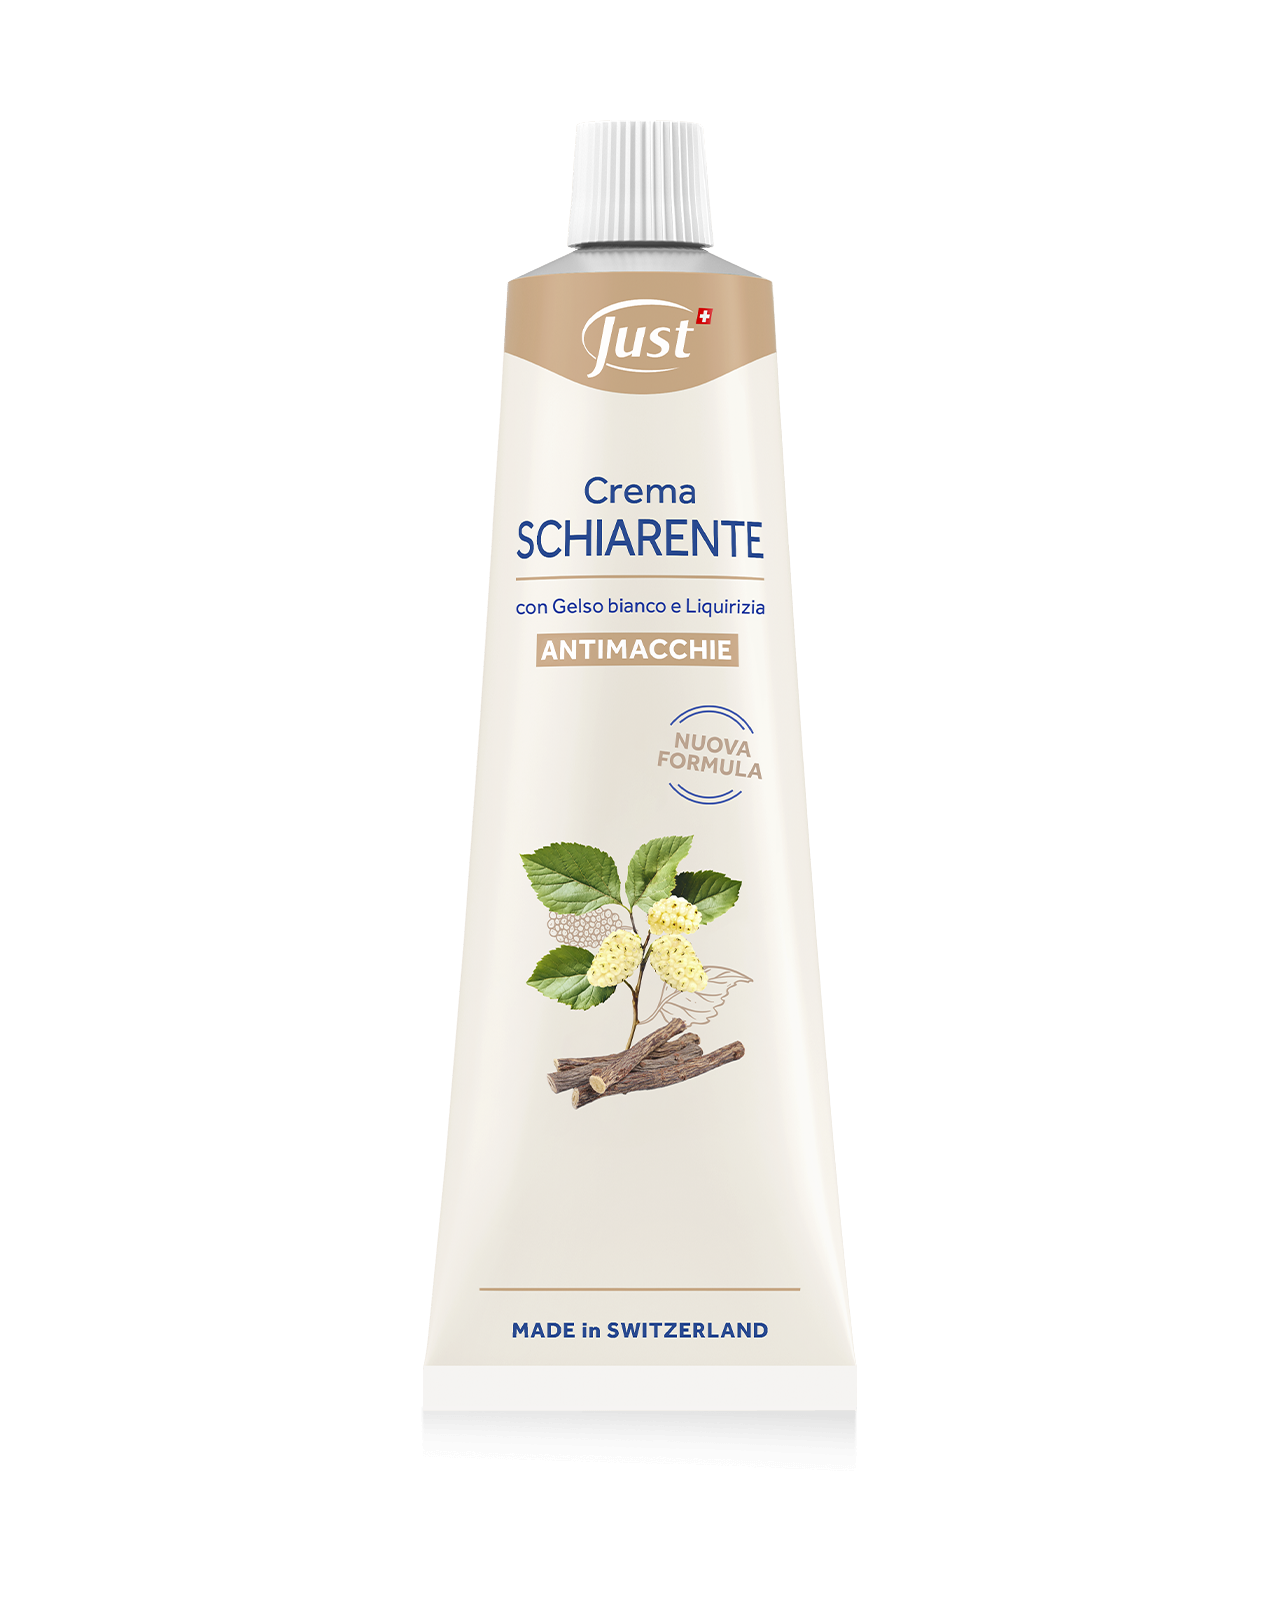 Just
Crema
SCHIARENTE
con Gelso bianco e Liquirizia
ANTIMACCHIE
NUOVA
FORMULA
MADE in SWITZERLAND